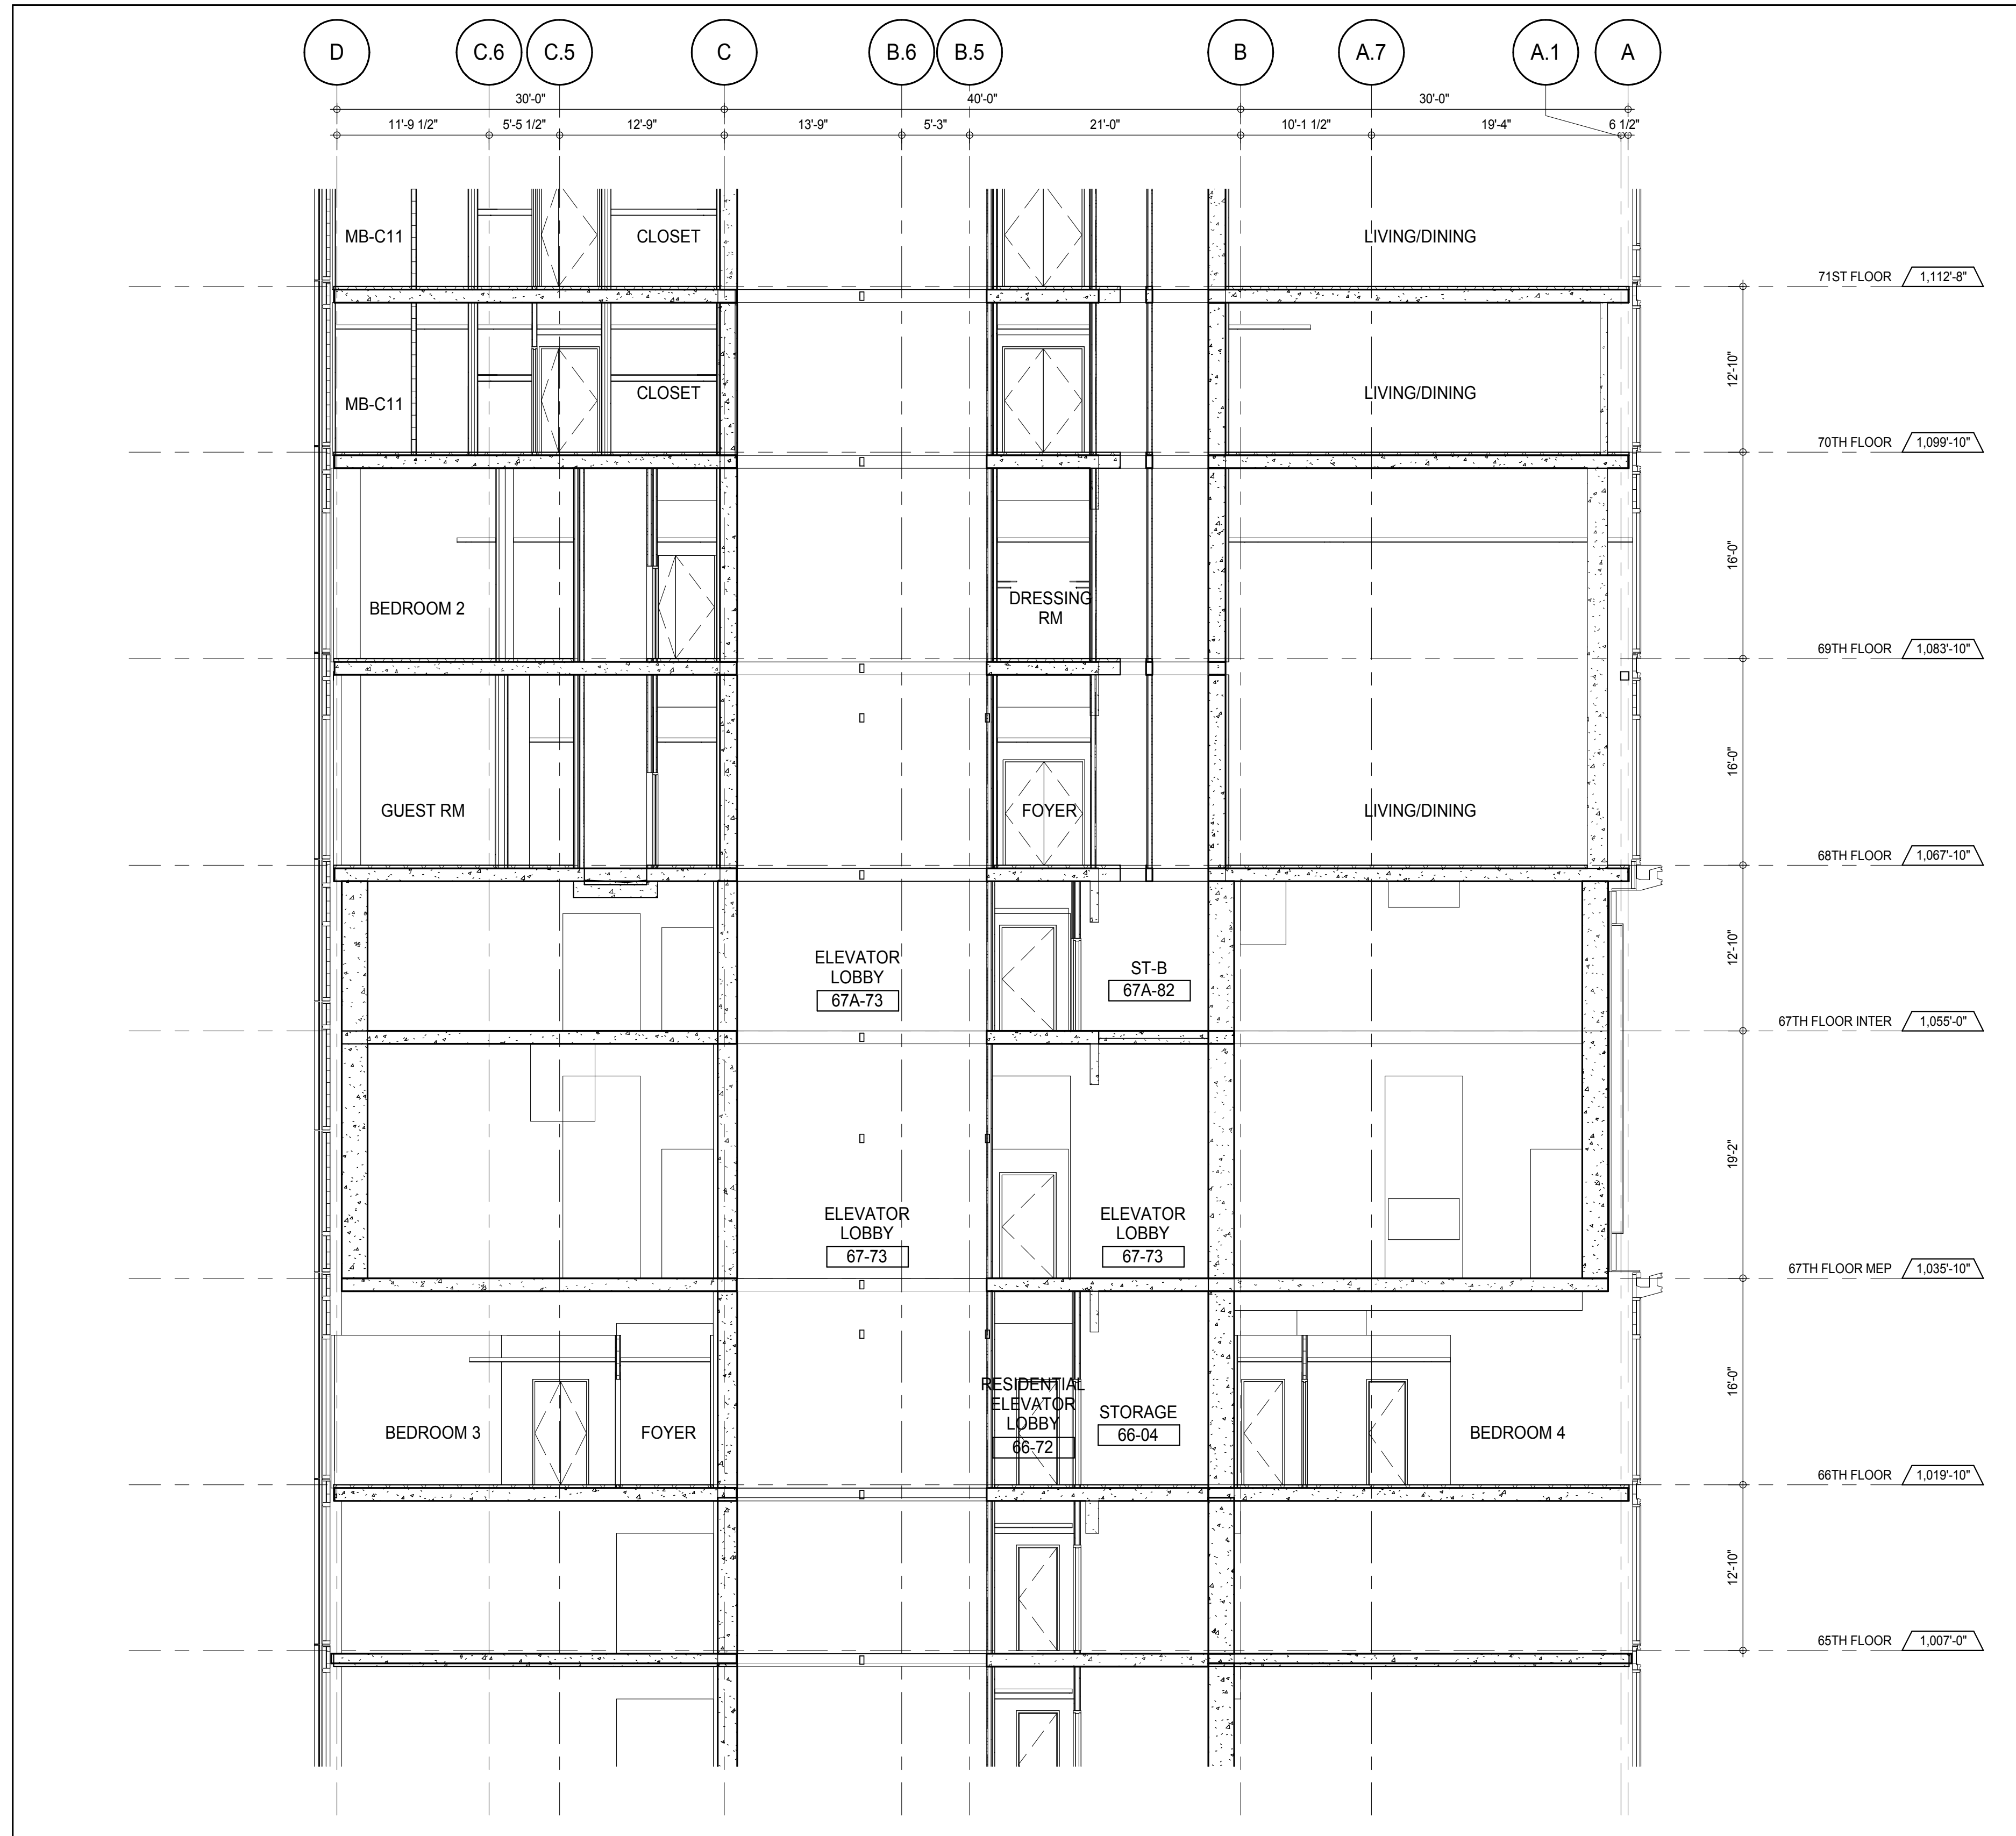 D C.6 C.5 C B.6 B.5 B A.7 A.1 A
30'-0" 40'-0" 30'-0"
11'-9 1/2" 5'-5 1/2" 12'-9" 13'-9" 5'-3" 21'-0" 10'-1 1/2" 19'-4" 6 1/2"
MB-C11 CLOSET LIVING/DINING
71ST FLOOR 1,112'-8"
12'-10"
MB-C11 CLOSET LIVING/DINING
70TH FLOOR 1,099'-10"
16'-0"
BEDROOM 2
DRESSING
RM
69TH FLOOR 1,083'-10"
16'-0"
GUEST RM FOYER LIVING/DINING
68TH FLOOR 1,067'-10"
12'-10"
ELEVATOR
LOBBY
67A-73
ST-B
67A-82
67TH FLOOR INTER 1,055'-0"
19'-2"
ELEVATOR
LOBBY
67-73
ELEVATOR
LOBBY
67-73
67TH FLOOR MEP 1,035'-10"
16'-0"
BEDROOM 3 FOYER
RESIDENTIAL
ELEVATOR
LOBBY
66-72
STORAGE
66-04
BEDROOM 4
66TH FLOOR 1,019'-10"
12'-10"
65TH FLOOR 1,007'-0"